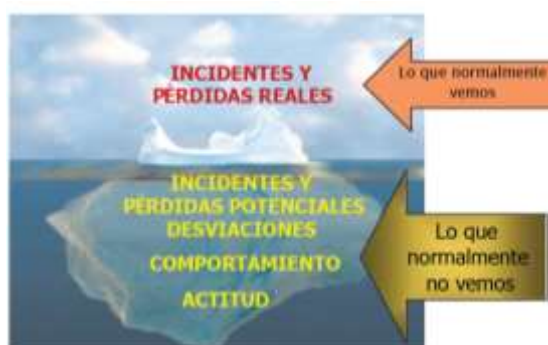 INCIDENTES Y
PÉRDIDAS REALES
Lo que normalmente
vemos
INCIDENTES Y
PÉRDIDAS POTENCIALES
DESVIACIONES
COMPORTAMIENTO
ACTITUD
Lo que
normalmente
no vemos